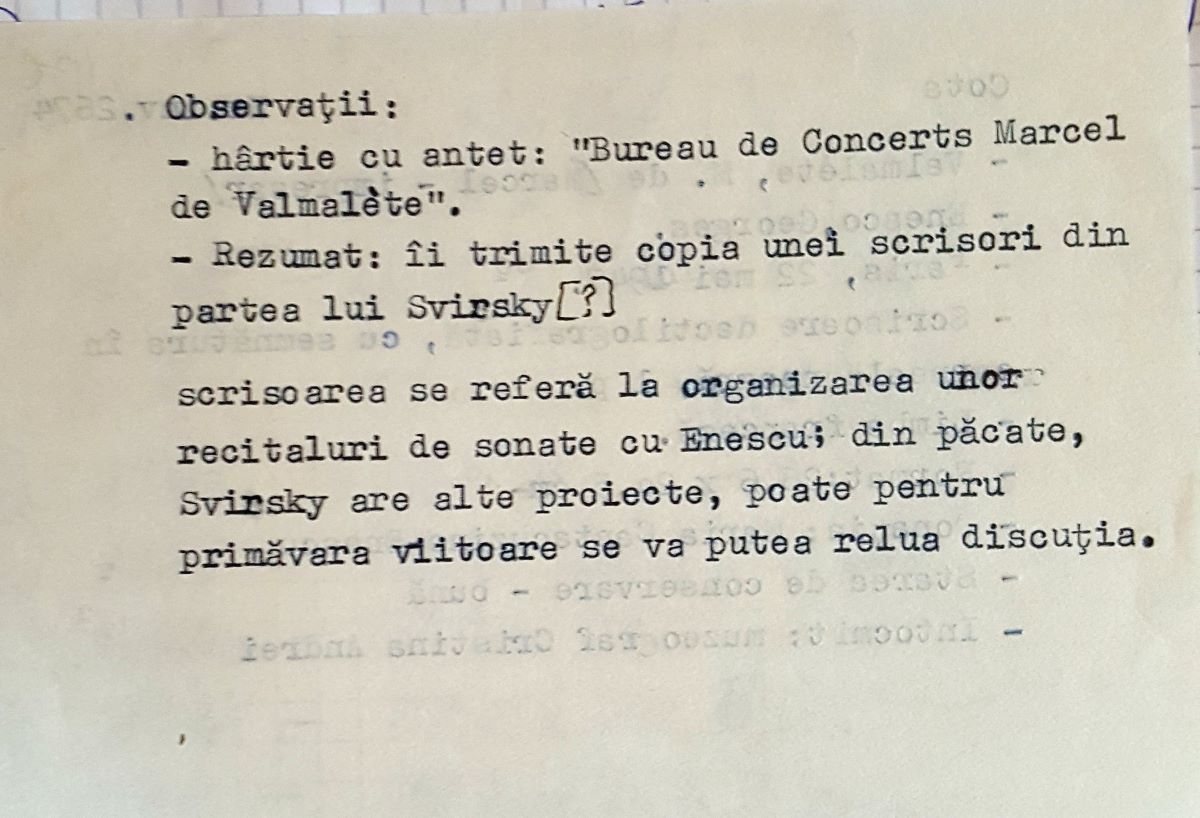 . Observaţii:
- hârtie cu antet: "Bureau de Concerts Marcel
de Valmalète".
- Rezumat: îi trimite copia unei scrisori din
partea lui Svirsky[?]
scrisoarea se referă la organizarea unor
recitaluri de sonate cu Enescu; din păcate,
Svirsky are alte proiecte, poate pentru
primăvara viitoare se va putea relua discuţia.